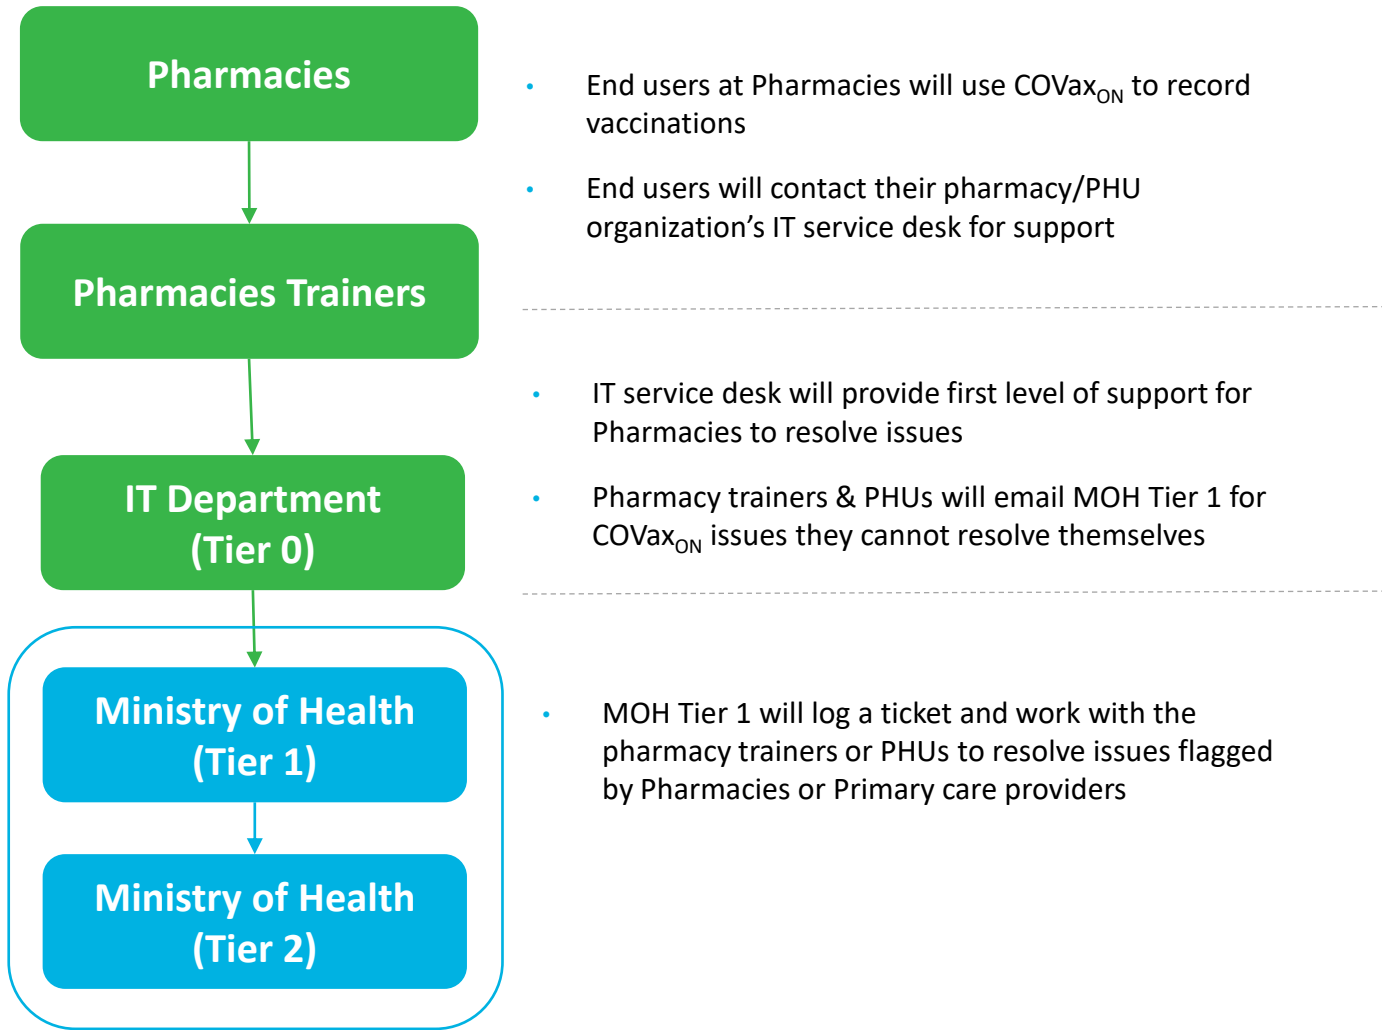 Pharmacies
• End users at Pharmacies will use COVaxON to record
vaccinations
• End users will contact their pharmacy/PHU
organization’s IT service desk for support
Pharmacies Trainers
• IT service desk will provide first level of support for
Pharmacies to resolve issues
• Pharmacy trainers & PHUs will email MOH Tier 1 for
COVaxON issues they cannot resolve themselves
IT Department
(Tier 0)
Ministry of Health
(Tier 1)
• MOH Tier 1 will log a ticket and work with the
pharmacy trainers or PHUs to resolve issues flagged
by Pharmacies or Primary care providers
Ministry of Health
(Tier 2)